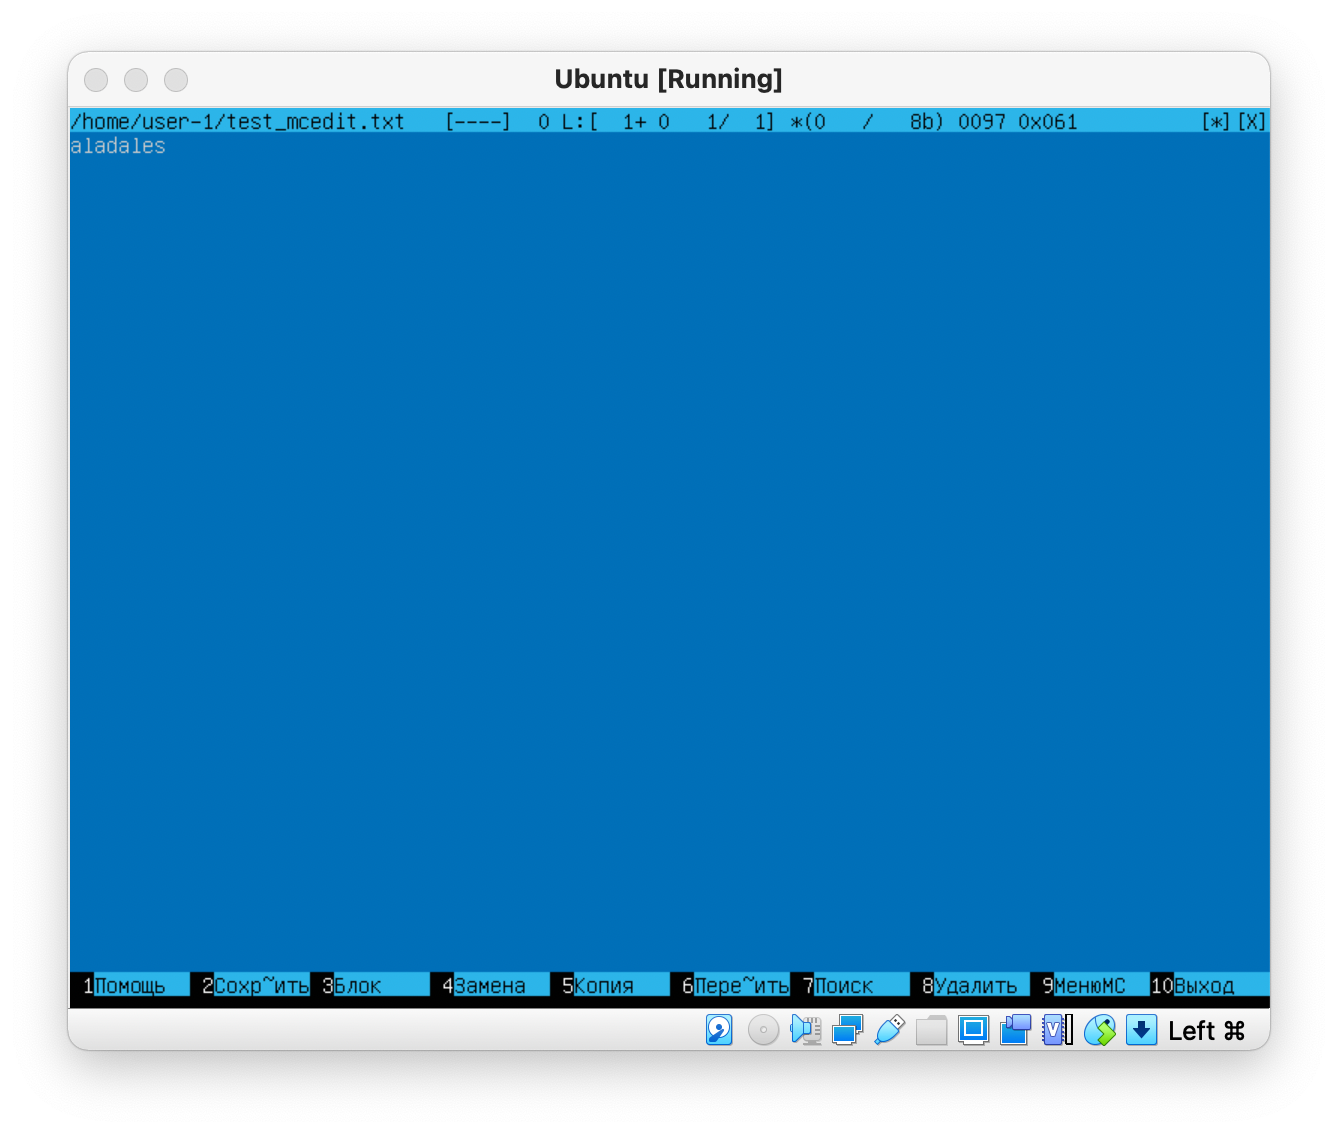 Ubuntu [Running]
/home/user-1/test_mcedit.txt [----] 0 L:[ 1+ 0 1/ 1] *(0 / 8b) 0097 0x061 [*][X]
aladales
1Помощь 2Сохр~ить 3Блок 4Замена 5Копия 6Пере~ить 7Поиск 8Удалить 9МенюMC 10Выход
Left ⌘